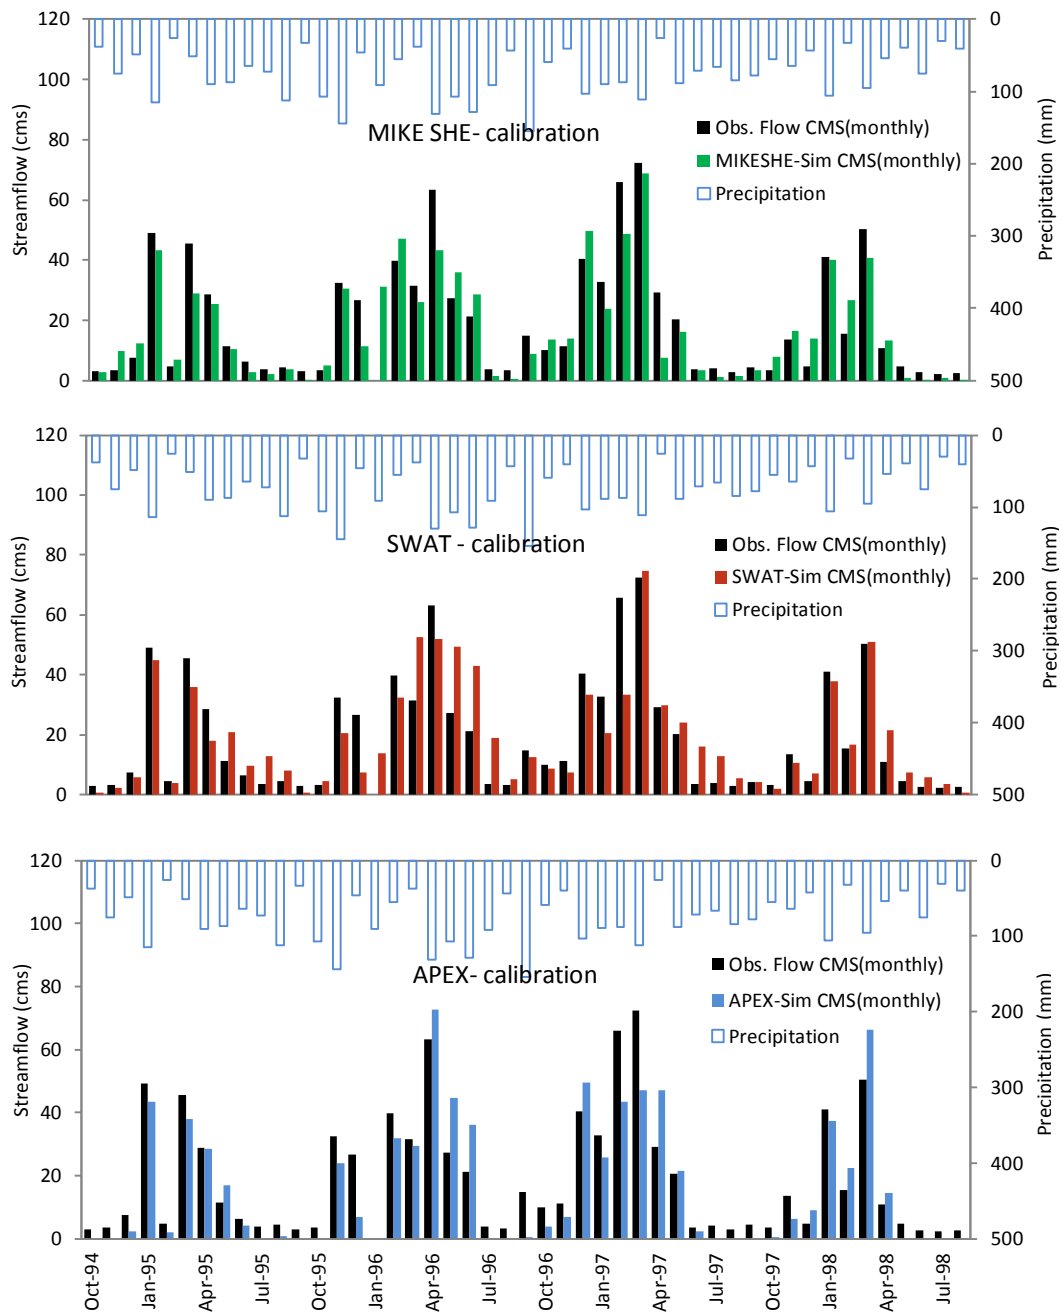 120
100
80
60
40
20
0
Streamflow (cms)
0
100
200
300
400
500
Precipitation (mm)
MIKE SHE- calibration
Obs. Flow CMS(monthly)
MIKESHE-Sim CMS(monthly)
Precipitation
120
100
80
60
40
20
0
Streamflow (cms)
0
100
200
300
400
500
Precipitation (mm)
SWAT - calibration
Obs. Flow CMS(monthly)
SWAT-Sim CMS(monthly)
Precipitation
120
100
80
60
40
20
0
Streamflow (cms)
0
100
200
300
400
500
Precipitation (mm)
APEX- calibration
Obs. Flow CMS(monthly)
APEX-Sim CMS(monthly)
Precipitation
Oct-94
Jan-95
Apr-95
Jul-95
Oct-95
Jan-96
Apr-96
Jul-96
Oct-96
Jan-97
Apr-97
Jul-97
Oct-97
Jan-98
Apr-98
Jul-98